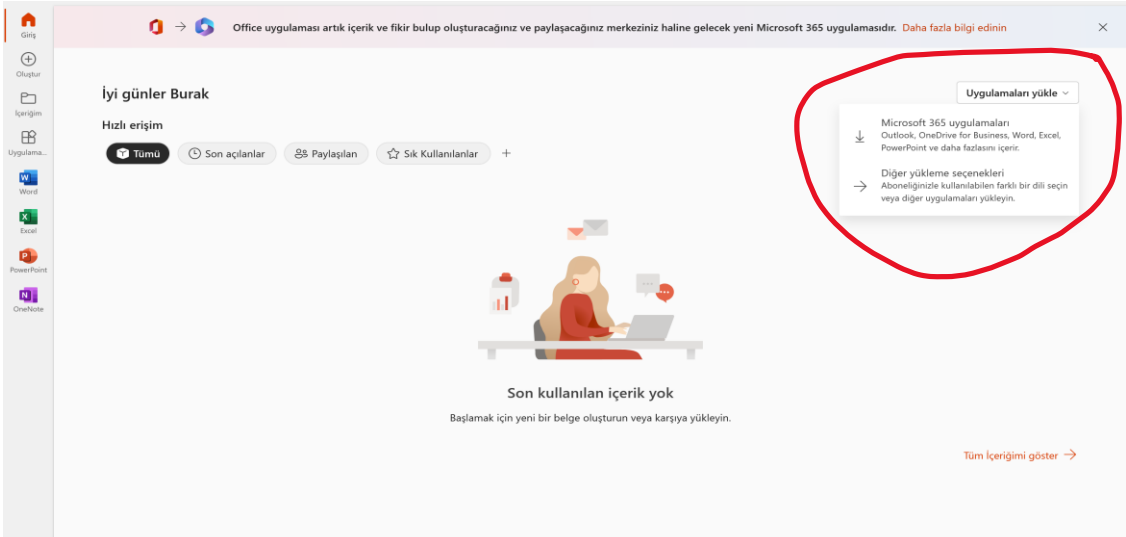 Giriş
Oluştur
İçeriğim
Uygulama...
Word
Excel
PowerPoint
OneNote
Office uygulaması artık içerik ve fikir bulup oluşturacağınız ve paylaşacağınız merkeziniz haline gelecek yeni Microsoft 365 uygulamasıdır. Daha fazla bilgi edinin
İyi günler Burak
Uygulamaları yükle
Microsoft 365 uygulamaları
Outlook, OneDrive for Business, Word, Excel,
PowerPoint ve daha fazlasını içerir.
Diğer yükleme seçenekleri
Aboneliğinizle kullanılabilen farklı bir dili seçin
veya diğer uygulamaları yükleyin.
Hızlı erişim
Tümü Son açılanlar Paylaşılan Sık Kullanılanlar +
Son kullanılan içerik yok
Başlamak için yeni bir belge oluşturun veya karşıya yükleyin.
Tüm İçeriğimi göster